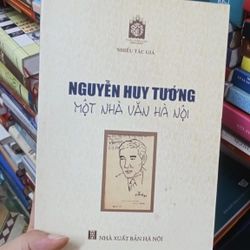 NHIỀU TÁC GIẢ
NGUYỄN HUY TƯỞNG
MỘT NHÀ VĂN HÀ NỘI
NHÀ XUẤT BẢN HÀ NỘI